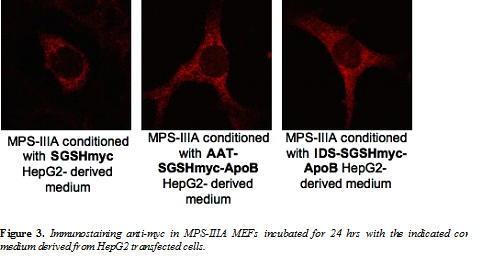 MPS-IIIA conditioned
with SGSHmyc
HepG2- derived
medium
MPS-IIIA conditioned
with AAT-
SGSHmyc-ApoB
HepG2- derived
medium
MPS-IIIA conditioned
with IDS-SGSHmyc-
ApoB HepG2-
derived medium
Figure 3. Immunostaining anti-myc in MPS-IIIA MEFs incubated for 24 hrs with the indicated
medium derived from HepG2 transfected cells.